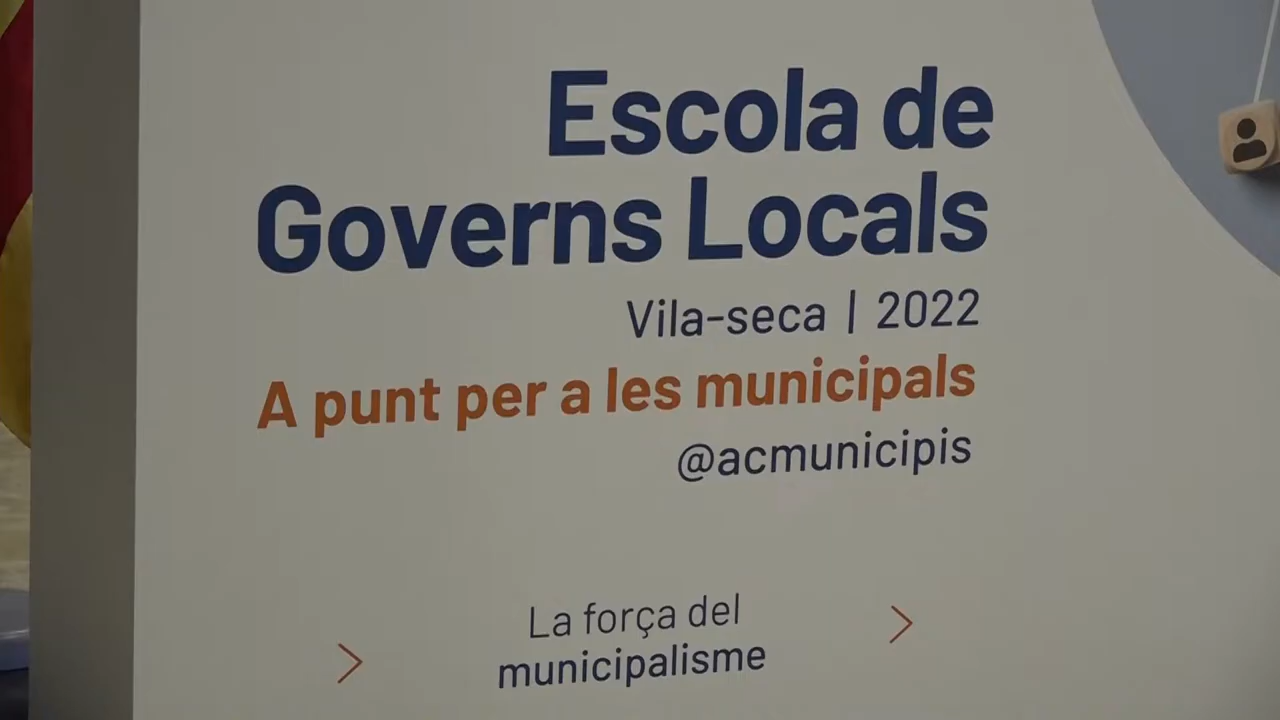 Escola de
Governs Locals
Vila-seca | 2022
A punt per a les municipals
@acmunicipis
La força del
municipalisme